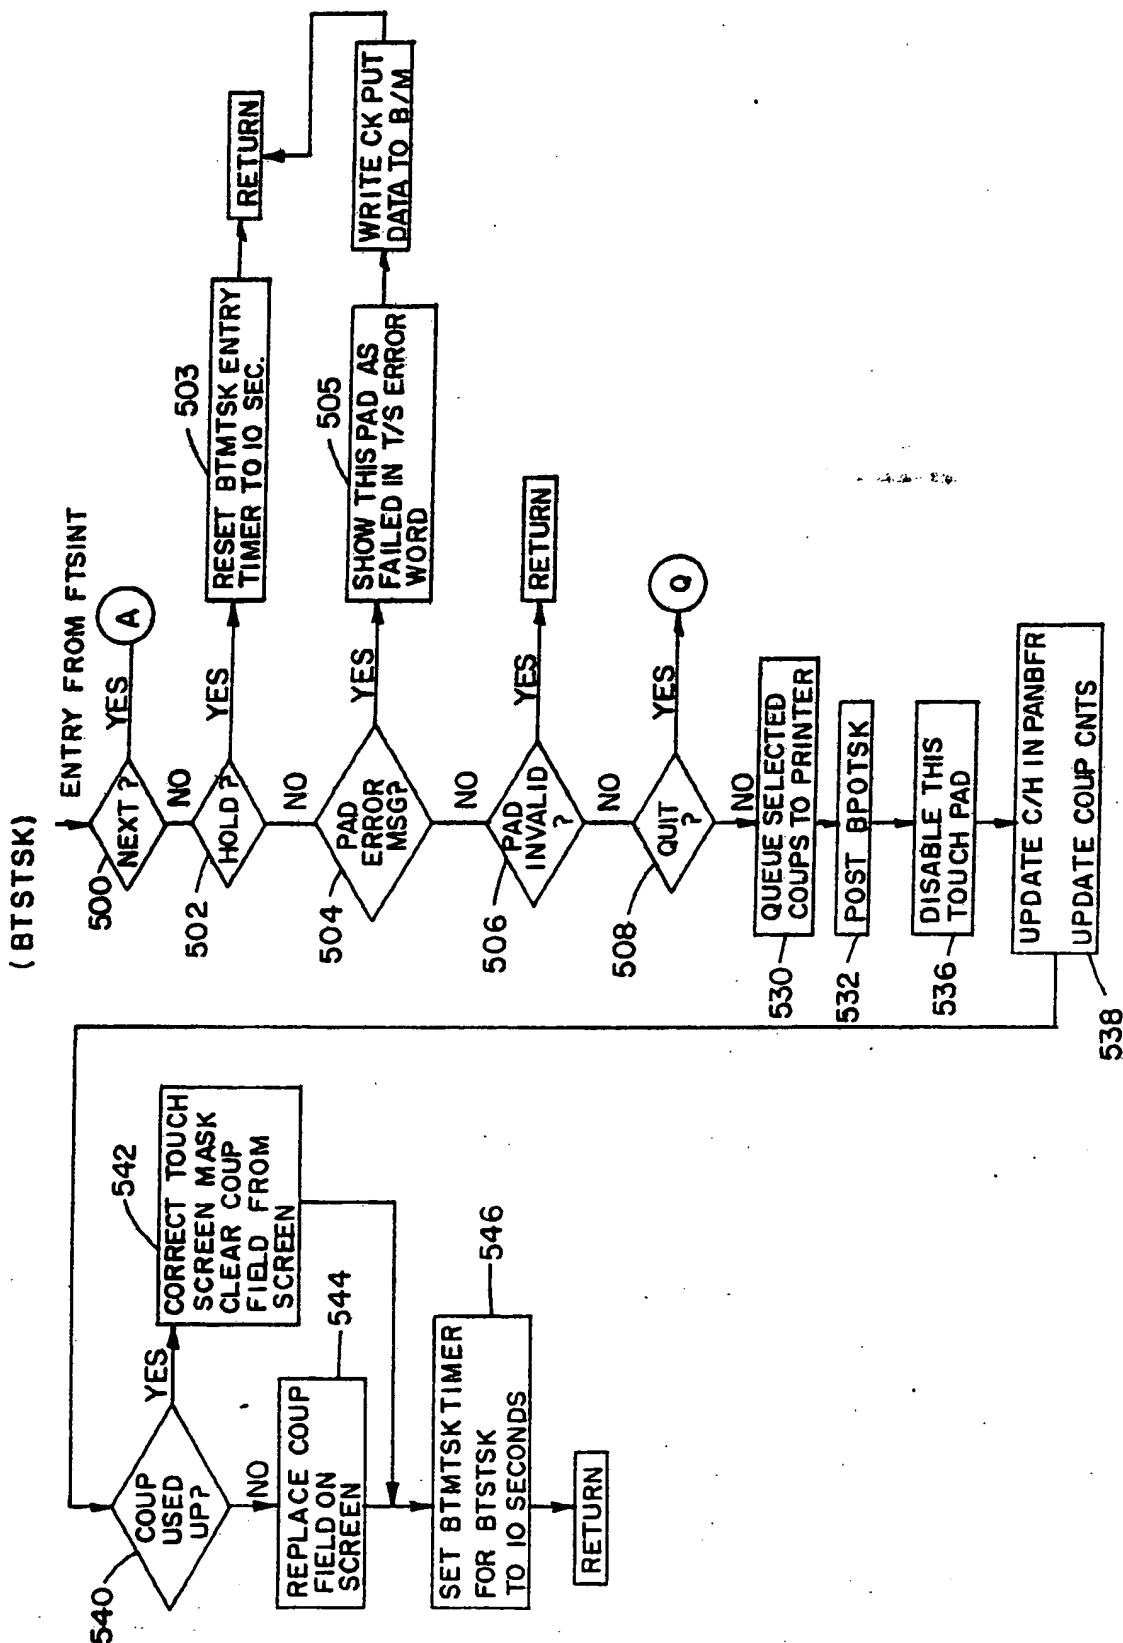 (BTSTSK)
ENTRY FROM FTSINT
500
NEXT?
YES
A
NO
502
HOLD?
YES
503
RESET BTMTSK ENTRY
TIMER TO 10 SEC.
RETURN
NO
504
PAD
ERROR
MSG?
YES
505
SHOW THIS PAD AS
FAILED IN T/S ERROR
WORD
WRITE CK PUT
DATA TO B/M
NO
506
PAD
INVALID
?
YES
RETURN
NO
508
QUIT
?
YES
Q
NO
530
QUEUE SELECTED
COUPS TO PRINTER
532
POST BPOTSK
536
DISABLE THIS
TOUCH PAD
538
UPDATE C/H IN PANBFR
UPDATE COUP CNTS
540
COUP
USED
UP?
YES
542
CORRECT TOUCH
SCREEN MASK
CLEAR COUP
FIELD FROM
SCREEN
NO
544
REPLACE COUP
FIELD ON
SCREEN
546
SET BTMTSK TIMER
FOR BTSTSK
TO 10 SECONDS
RETURN